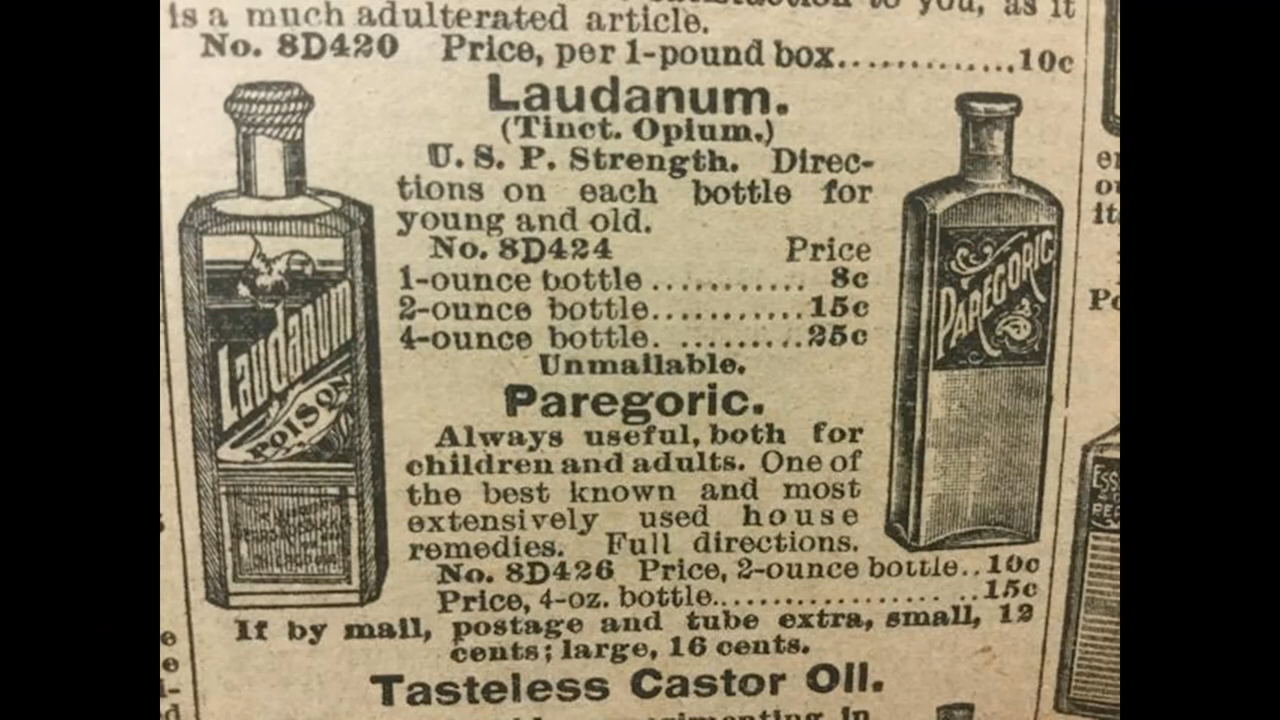 to you, as it
is a much adulterated article.
No. 8D420 Price, per 1-pound box.............10c
Laudanum.
(Tinct. Opium.)
U. S. P. Strength. Direc-
tions on each bottle for
young and old.
No. 8D424 Price
1-ounce bottle........... 8c
2-ounce bottle...........15c
4-ounce bottle. .........25c
Unmailable.
Laudanum
POISON
PAREGORIC
Paregoric.
Always useful, both for
children and adults. One of
the best known and most
extensively used house
remedies. Full directions.
No. 8D426 Price, 2-ounce bottle..10c
Price, 4-oz. bottle.................... ..15c
If by mail, postage and tube extra, small, 12
cents; large, 16 cents.
Tasteless Castor Oil.